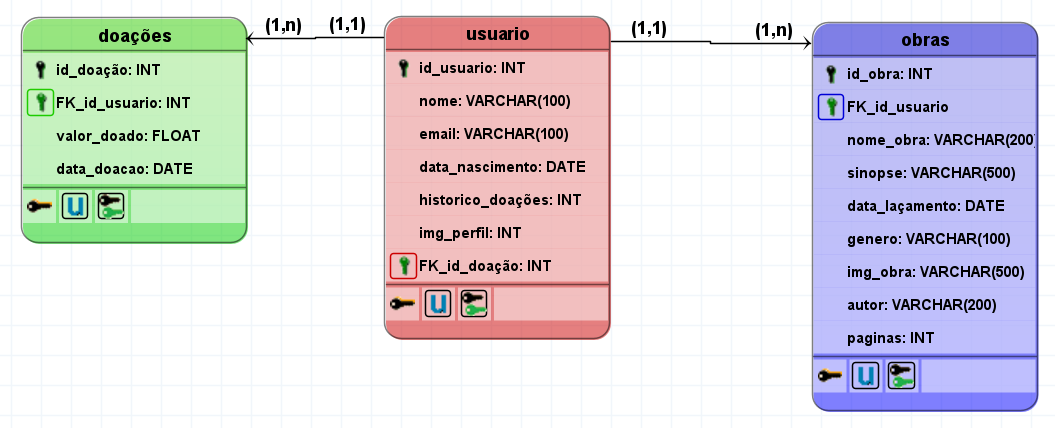 doações
(1,n)
(1,1)
id_doação: INT
FK_id_usuario: INT
valor_doado: FLOAT
data_doacao: DATE
U
usuario
(1,1)
(1,n)
id_usuario: INT
nome: VARCHAR(100)
email: VARCHAR(100)
data_nascimento: DATE
historico_doações: INT
img_perfil: INT
FK_id_doação: INT
U
obras
id_obra: INT
FK_id_usuario
nome_obra: VARCHAR(200)
sinopse: VARCHAR(500)
data_laçamento: DATE
genero: VARCHAR(100)
img_obra: VARCHAR(500)
autor: VARCHAR(200)
paginas: INT
U